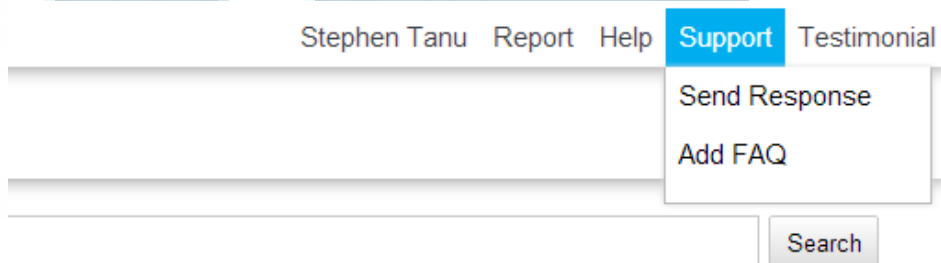 Stephen Tanu Report Help Support Testimonial
Send Response
Add FAQ
Search